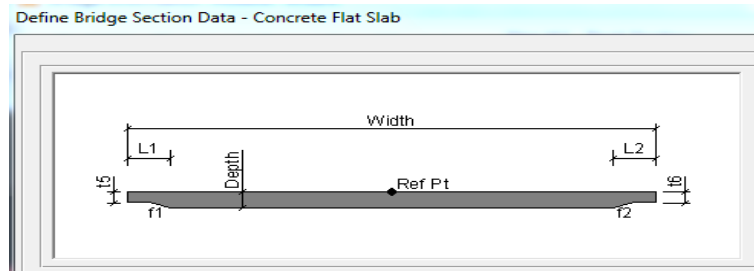 Define Bridge Section Data - Concrete Flat Slab
Width
L1
L2
Depth
t5
Ref Pt
t6
f1
f2